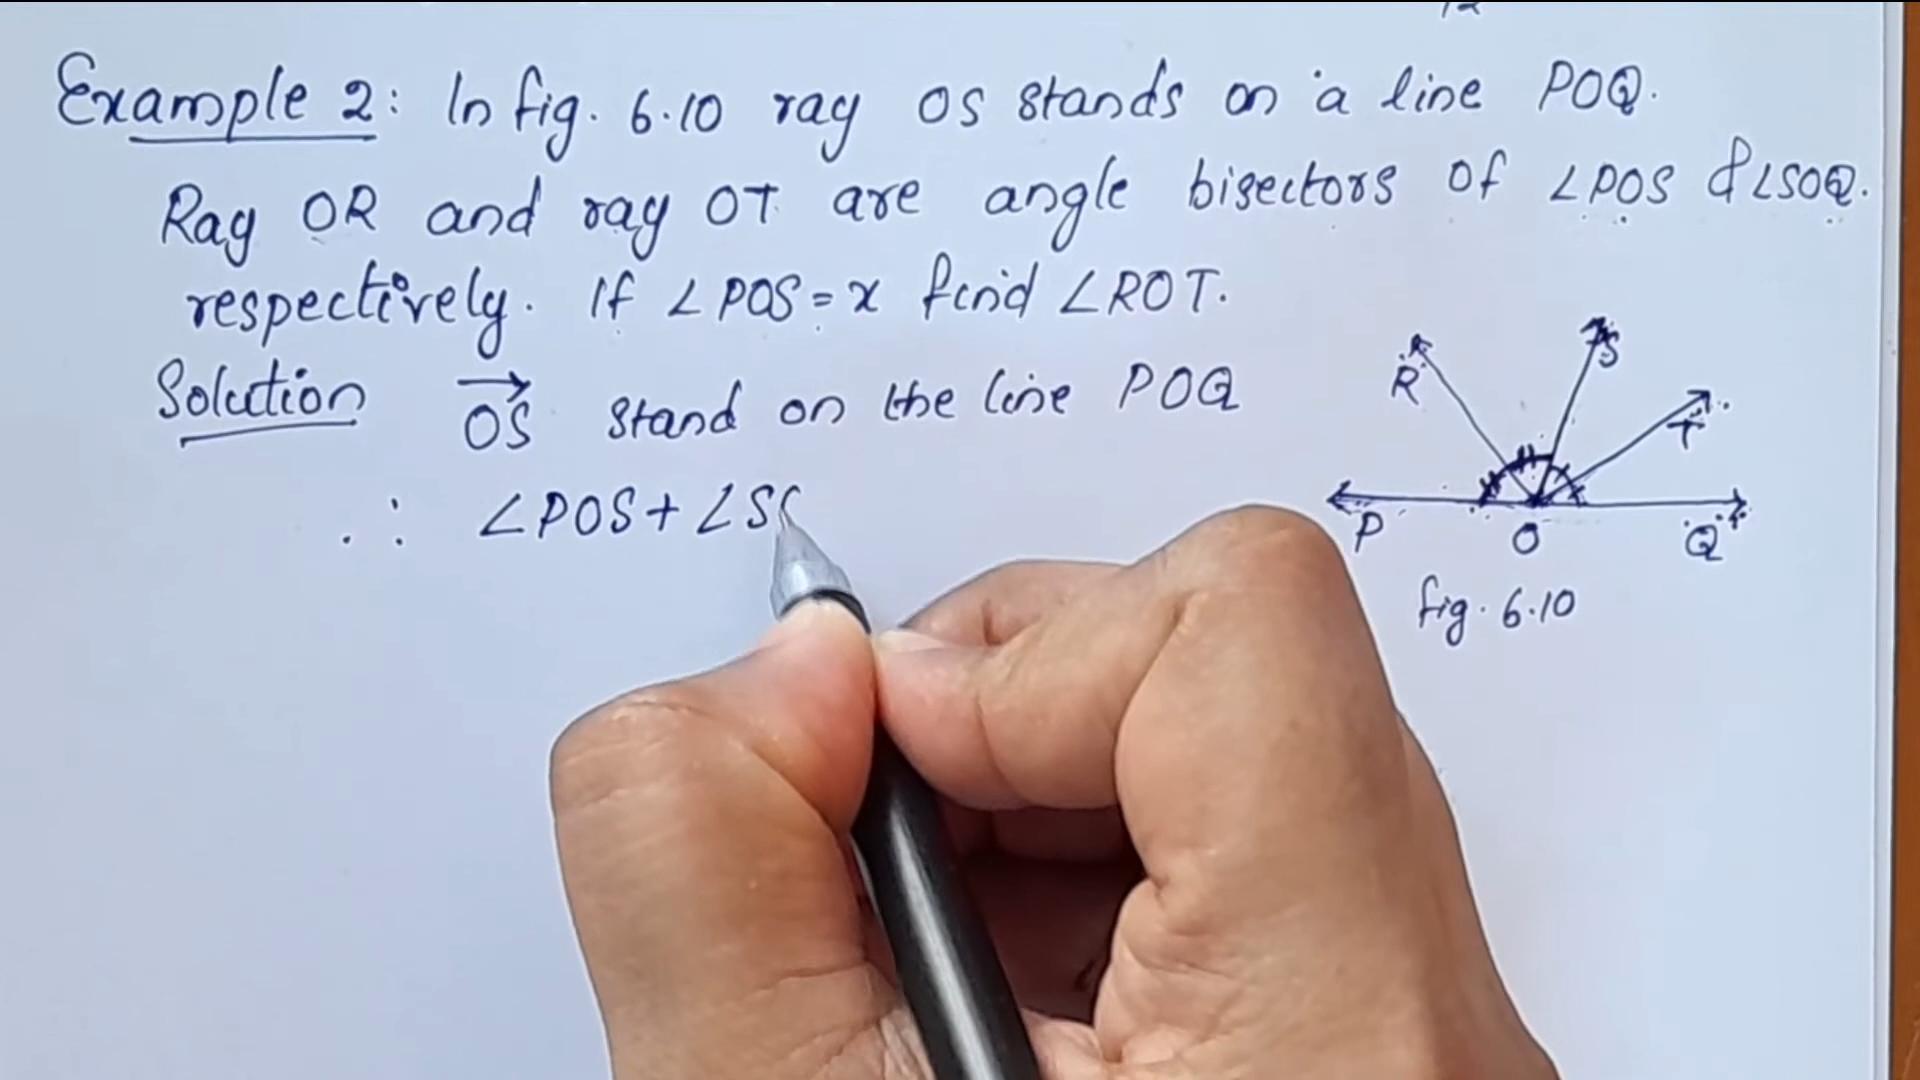 Example 2: In fig. 6.10 ray OS stands on a line POQ.
Ray OR and ray OT are angle bisectors of ∠POS & ∠SOQ.
respectively. If ∠POS = x find ∠ROT.
Solution OS stand on the line POQ
∴ ∠POS + ∠SO
R S T
P O Q
fig. 6.10